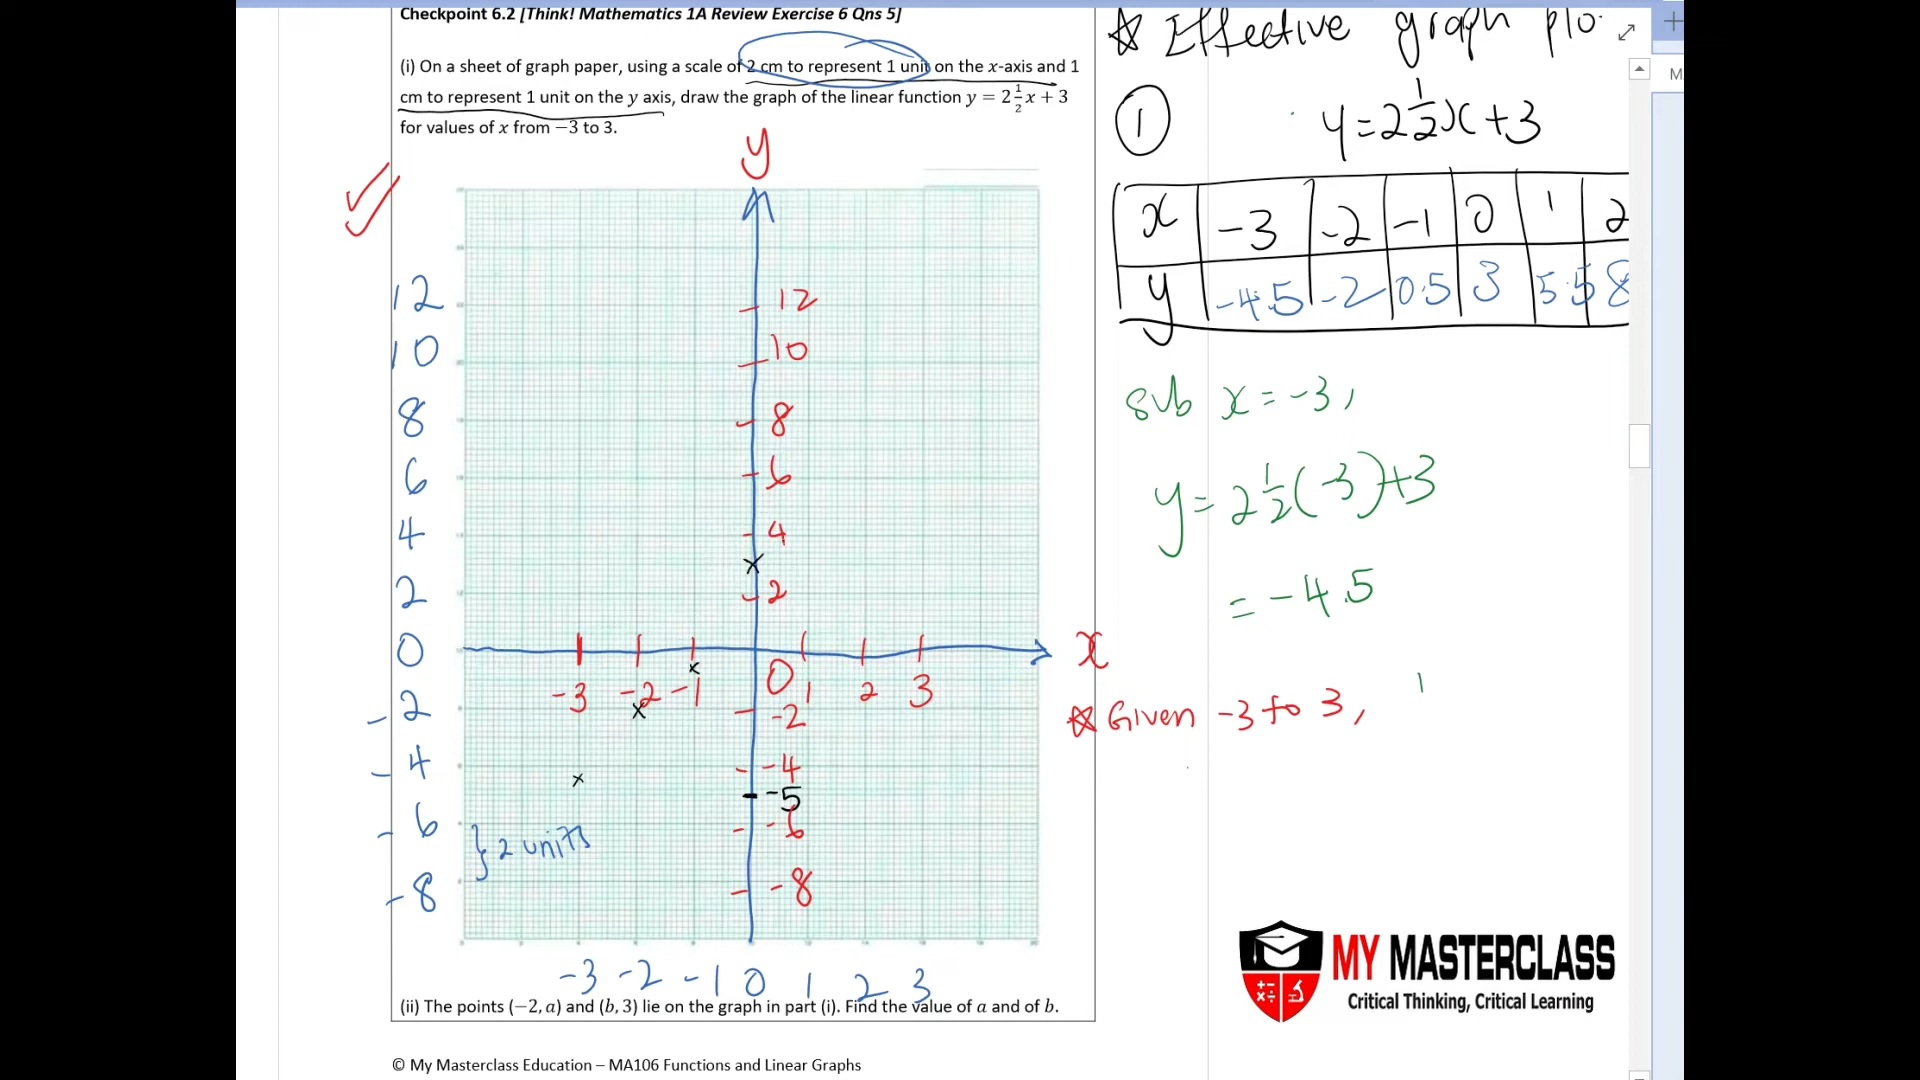 Checkpoint 6.2 [Think! Mathematics 1A Review Exercise 6 Qns 5]
(i) On a sheet of graph paper, using a scale of 2 cm to represent 1 unit on the x-axis and 1
cm to represent 1 unit on the y axis, draw the graph of the linear function y = 2 1/2 x + 3
for values of x from −3 to 3.
y
12 12
10 10
8 8
6 6
4 4
2 2
0 x
-3 -2 -1 0 1 2 3
-2 -2
-4 -4
-5
-6 -6
} 2 units
-8 -8
-3 -2 -1 0 1 2 3
(ii) The points (−2, a) and (b, 3) lie on the graph in part (i). Find the value of a and of b.
© My Masterclass Education – MA106 Functions and Linear Graphs
☆ Effective graph plo
1 y = 2 1/2 x + 3
x -3 -2 -1 0 1 2
y -4.5 -2 0.5 3 5.5 8
sub x = -3,
y = 2 1/2 (-3) + 3
= -4.5
☆ Given -3 to 3,
MY MASTERCLASS
Critical Thinking, Critical Learning